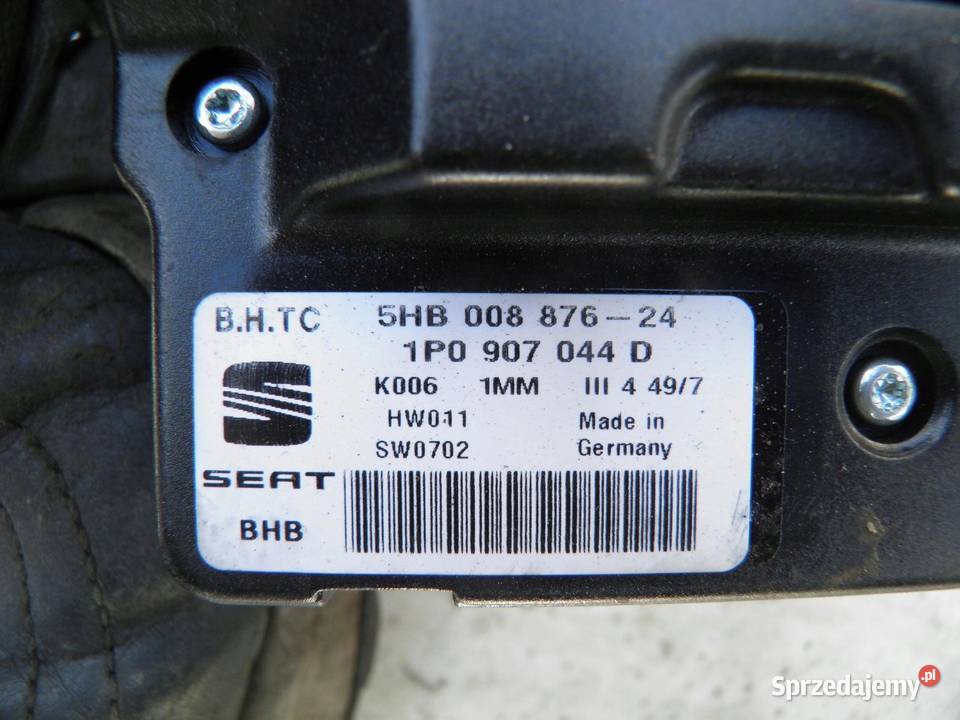 B.H.TC 5HB 008 876-24
1P0 907 044 D
K006 1MM III 4 49/7
HW011 Made in
SW0702 Germany
SEAT
BHB
Sprzedajemy.pl